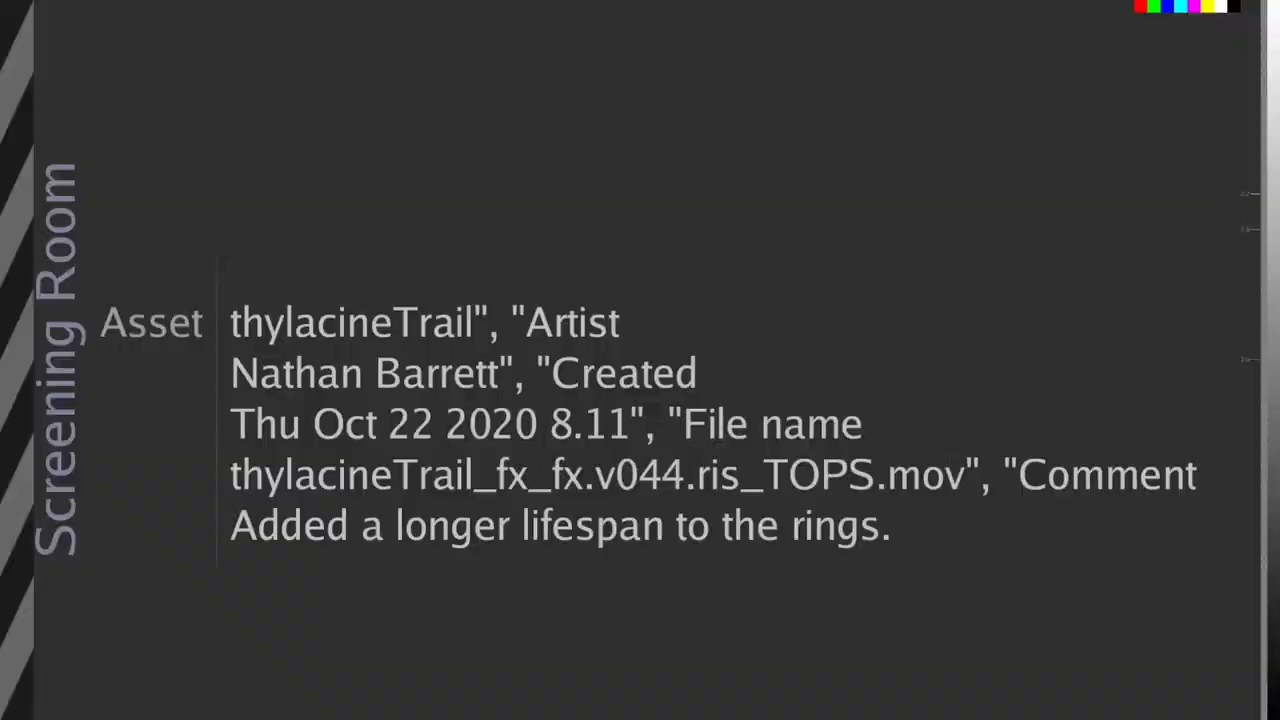 Screening Room
Asset
thylacineTrail", "Artist
Nathan Barrett", "Created
Thu Oct 22 2020 8.11", "File name
thylacineTrail_fx_fx.v044.ris_TOPS.mov", "Comment
Added a longer lifespan to the rings.